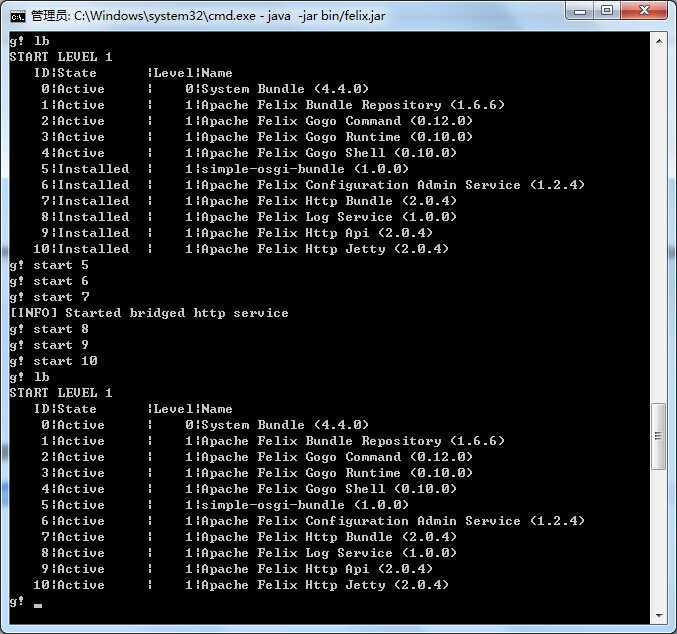 管理员: C:\Windows\system32\cmd.exe - java  -jar bin/felix.jar
g! lb
START LEVEL 1
   ID|State      |Level|Name
    0|Active     |    0|System Bundle (4.4.0)
    1|Active     |    1|Apache Felix Bundle Repository (1.6.6)
    2|Active     |    1|Apache Felix Gogo Command (0.12.0)
    3|Active     |    1|Apache Felix Gogo Runtime (0.10.0)
    4|Active     |    1|Apache Felix Gogo Shell (0.10.0)
    5|Installed  |    1|simple-osgi-bundle (1.0.0)
    6|Installed  |    1|Apache Felix Configuration Admin Service (1.2.4)
    7|Installed  |    1|Apache Felix Http Bundle (2.0.4)
    8|Installed  |    1|Apache Felix Log Service (1.0.0)
    9|Installed  |    1|Apache Felix Http Api (2.0.4)
   10|Installed  |    1|Apache Felix Http Jetty (2.0.4)
g! start 5
g! start 6
g! start 7
[INFO] Started bridged http service
g! start 8
g! start 9
g! start 10
g! lb
START LEVEL 1
   ID|State      |Level|Name
    0|Active     |    0|System Bundle (4.4.0)
    1|Active     |    1|Apache Felix Bundle Repository (1.6.6)
    2|Active     |    1|Apache Felix Gogo Command (0.12.0)
    3|Active     |    1|Apache Felix Gogo Runtime (0.10.0)
    4|Active     |    1|Apache Felix Gogo Shell (0.10.0)
    5|Active     |    1|simple-osgi-bundle (1.0.0)
    6|Active     |    1|Apache Felix Configuration Admin Service (1.2.4)
    7|Active     |    1|Apache Felix Http Bundle (2.0.4)
    8|Active     |    1|Apache Felix Log Service (1.0.0)
    9|Active     |    1|Apache Felix Http Api (2.0.4)
   10|Active     |    1|Apache Felix Http Jetty (2.0.4)
g! _